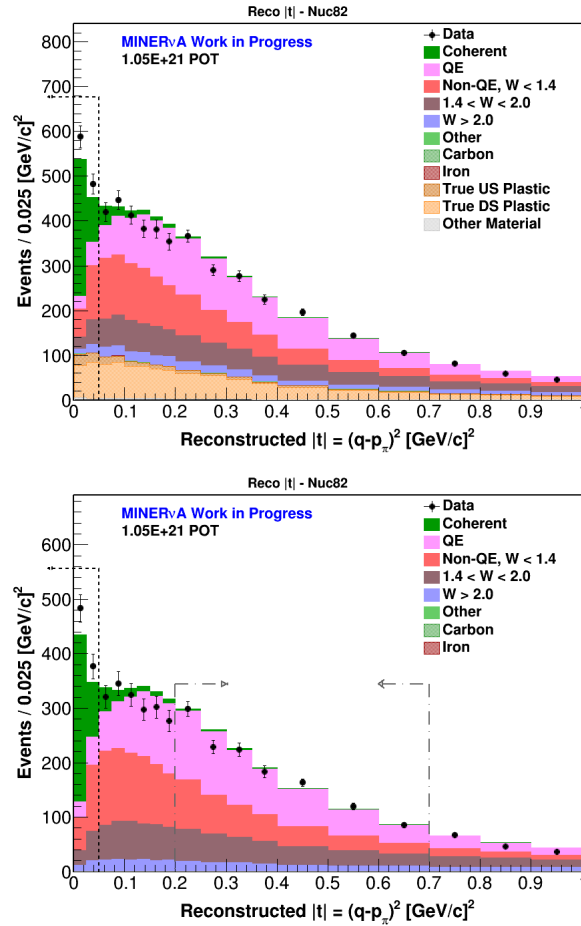 Reco |t| - Nuc82
MINERνA Work in Progress
1.05E+21 POT
Data
Coherent
QE
Non-QE, W < 1.4
1.4 < W < 2.0
W > 2.0
Other
Carbon
Iron
True US Plastic
True DS Plastic
Other Material
Events / 0.025 [GeV/c]²
800
700
600
500
400
300
200
100
0
0 0.1 0.2 0.3 0.4 0.5 0.6 0.7 0.8 0.9 1
Reconstructed |t| = (q-pπ)² [GeV/c]²
Reco |t| - Nuc82
MINERνA Work in Progress
1.05E+21 POT
Data
Coherent
QE
Non-QE, W < 1.4
1.4 < W < 2.0
W > 2.0
Other
Carbon
Iron
Events / 0.025 [GeV/c]²
600
500
400
300
200
100
0
0 0.1 0.2 0.3 0.4 0.5 0.6 0.7 0.8 0.9 1
Reconstructed |t| = (q-pπ)² [GeV/c]²